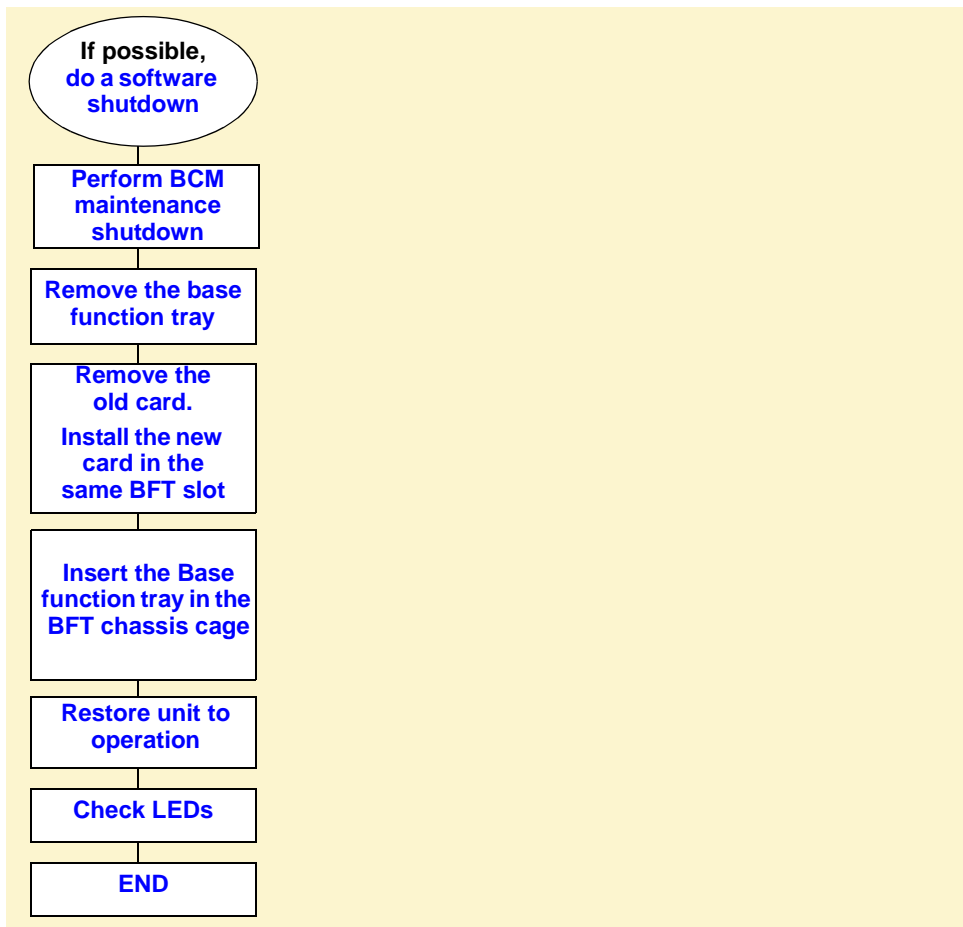 If possible,
do a software
shutdown
Perform BCM
maintenance
shutdown
Remove the base
function tray
Remove the
old card.
Install the new
card in the
same BFT slot
Insert the Base
function tray in the
BFT chassis cage
Restore unit to
operation
Check LEDs
END